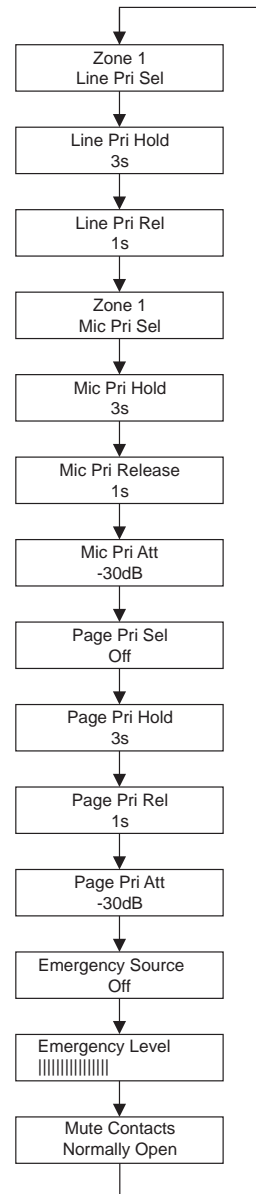 Zone 1
Line Pri Sel
Line Pri Hold
3s
Line Pri Rel
1s
Zone 1
Mic Pri Sel
Mic Pri Hold
3s
Mic Pri Release
1s
Mic Pri Att
-30dB
Page Pri Sel
Off
Page Pri Hold
3s
Page Pri Rel
1s
Page Pri Att
-30dB
Emergency Source
Off
Emergency Level
||||||||||||||||
Mute Contacts
Normally Open